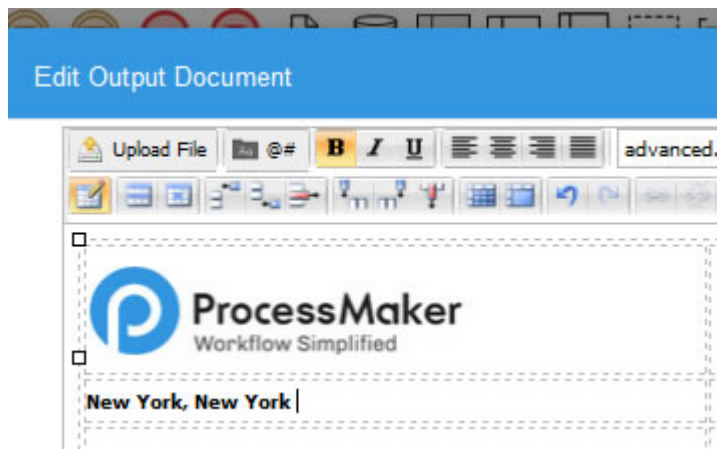 Edit Output Document
Upload File @# B I U advanced.
ProcessMaker
Workflow Simplified
New York, New York